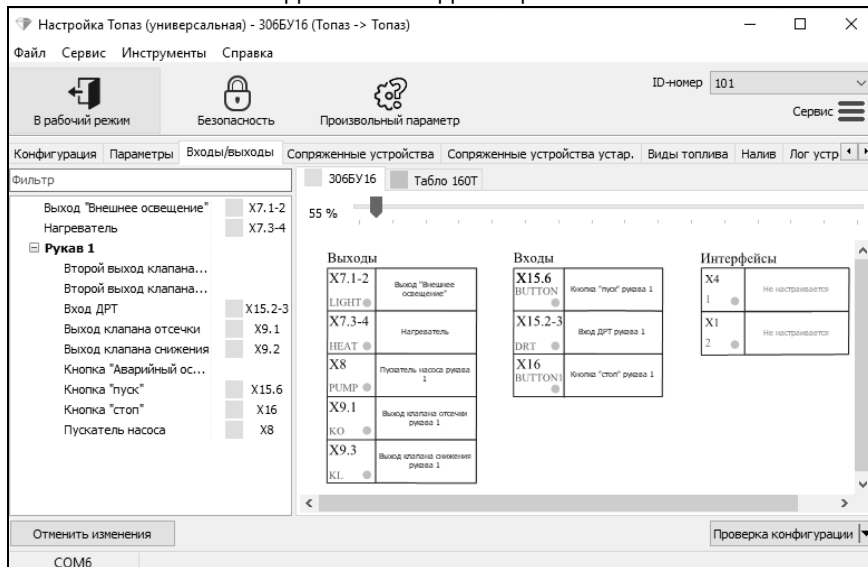 Настройка Топаз (универсальная) - 306БУ16 (Топаз -> Топаз)
Файл Сервис Инструменты Справка
В рабочий режим
Безопасность
Произвольный параметр
ID-номер 101
Сервис
Конфигурация Параметры Входы/выходы Сопряженные устройства Сопряженные устройства устар. Виды топлива Налив Лог устр
Фильтр
Выход "Внешнее освещение" X7.1-2
Нагреватель X7.3-4
Рукав 1
Второй выход клапана...
Второй выход клапана...
Вход ДРТ X15.2-3
Выход клапана отсечки X9.1
Выход клапана снижения X9.2
Кнопка "Аварийный ос...
Кнопка "пуск" X15.6
Кнопка "стоп" X16
Пускатель насоса X8
306БУ16 Табло 160Т
55 %
Выходы
X7.1-2
LIGHT
Выход "Внешнее
освещение"
X7.3-4
HEAT
Нагреватель
X8
PUMP
Пускатель насоса рукава
1
X9.1
KO
Выход клапана отсечки
рукава 1
X9.3
KL
Выход клапана снижения
рукава 1
Входы
X15.6
BUTTON
Кнопка "пуск" рукава 1
X15.2-3
DRT
Вход ДРТ рукава 1
X16
BUTTON1
Кнопка "стоп" рукава 1
Интерфейсы
X4
1
Не настраивается
X1
2
Не настраивается
Отменить изменения
Проверка конфигурации
COM6